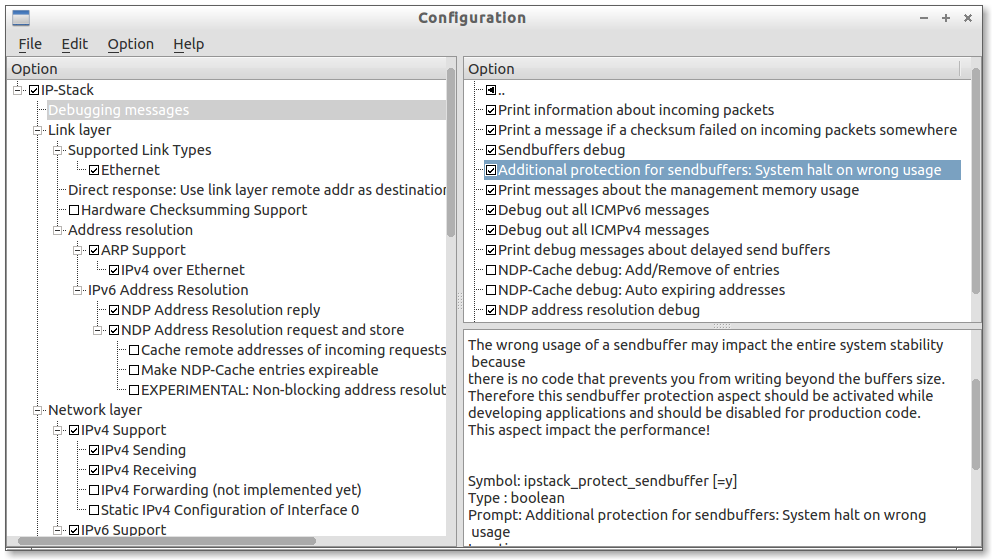 Configuration
File Edit Option Help
Option
IP-Stack
Debugging messages
Link layer
Supported Link Types
Ethernet
Direct response: Use link layer remote addr as destination
Hardware Checksumming Support
Address resolution
ARP Support
IPv4 over Ethernet
IPv6 Address Resolution
NDP Address Resolution reply
NDP Address Resolution request and store
Cache remote addresses of incoming requests
Make NDP-Cache entries expireable
EXPERIMENTAL: Non-blocking address resolut
Network layer
IPv4 Support
IPv4 Sending
IPv4 Receiving
IPv4 Forwarding (not implemented yet)
Static IPv4 Configuration of Interface 0
IPv6 Support
Option
..
Print information about incoming packets
Print a message if a checksum failed on incoming packets somewhere
Sendbuffers debug
Additional protection for sendbuffers: System halt on wrong usage
Print messages about the management memory usage
Debug out all ICMPv6 messages
Debug out all ICMPv4 messages
Print debug messages about delayed send buffers
NDP-Cache debug: Add/Remove of entries
NDP-Cache debug: Auto expiring addresses
NDP address resolution debug
The wrong usage of a sendbuffer may impact the entire system stability
because
there is no code that prevents you from writing beyond the buffers size.
Therefore this sendbuffer protection aspect should be activated while
developing applications and should be disabled for production code.
This aspect impact the performance!
Symbol: ipstack_protect_sendbuffer [=y]
Type : boolean
Prompt: Additional protection for sendbuffers: System halt on wrong
usage